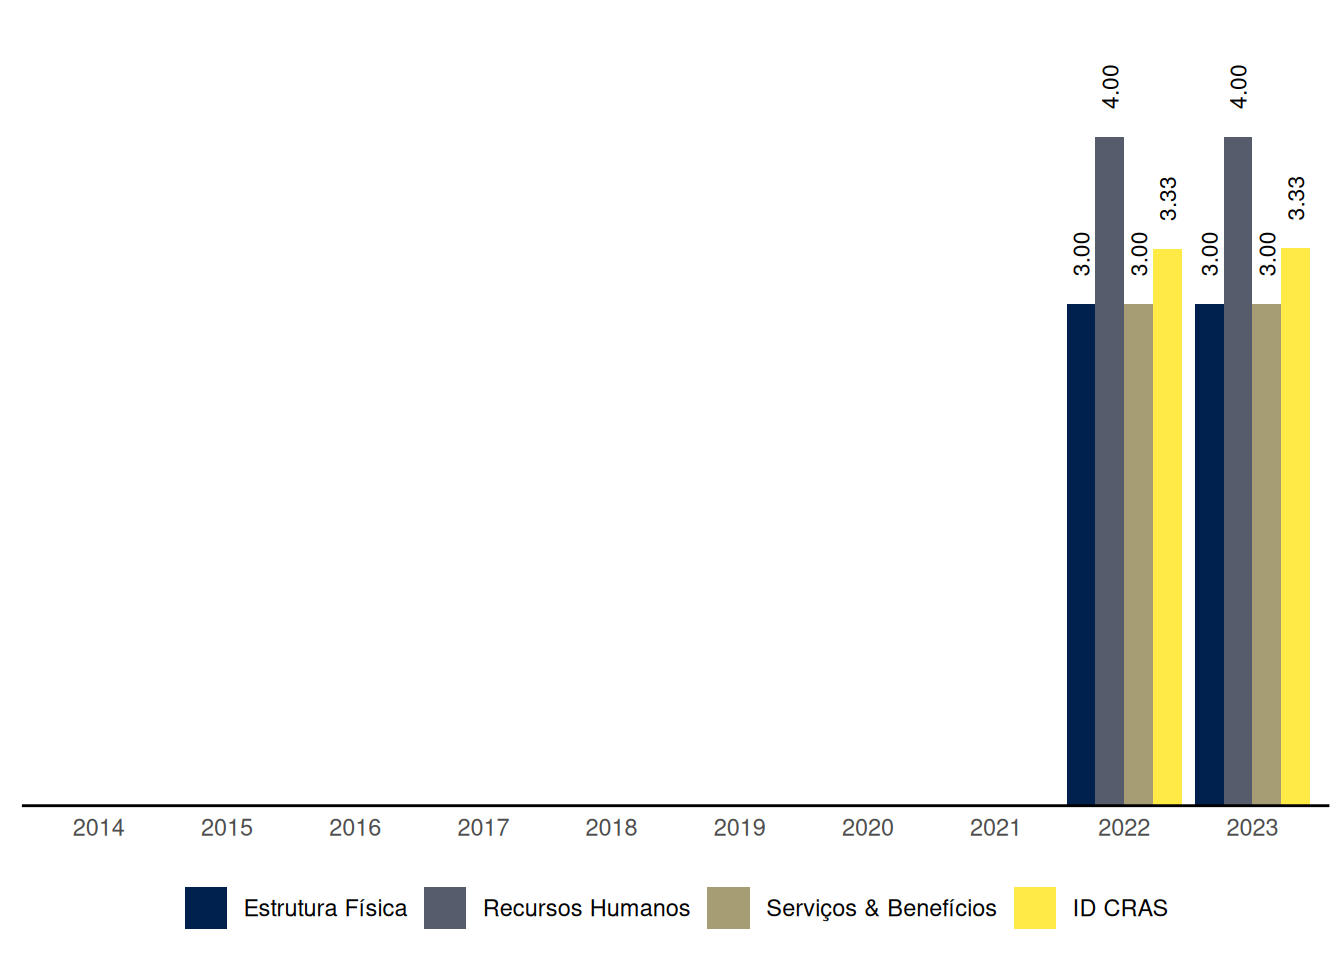 4.00 4.00
3.33 3.33
3.00 3.00 3.00 3.00
2014 2015 2016 2017 2018 2019 2020 2021 2022 2023
Estrutura Física Recursos Humanos Serviços & Benefícios ID CRAS